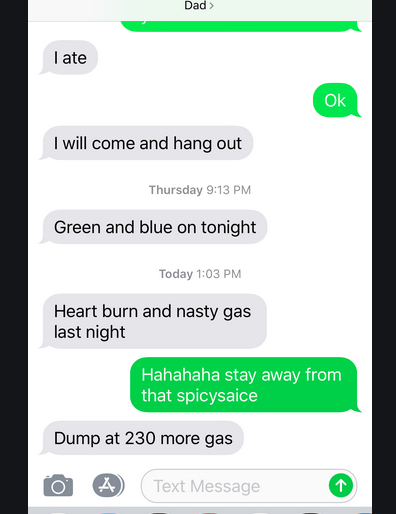 Dad >
I ate
Ok
I will come and hang out
Thursday 9:13 PM
Green and blue on tonight
Today 1:03 PM
Heart burn and nasty gas
last night
Hahahaha stay away from
that spicysaice
Dump at 230 more gas
Text Message